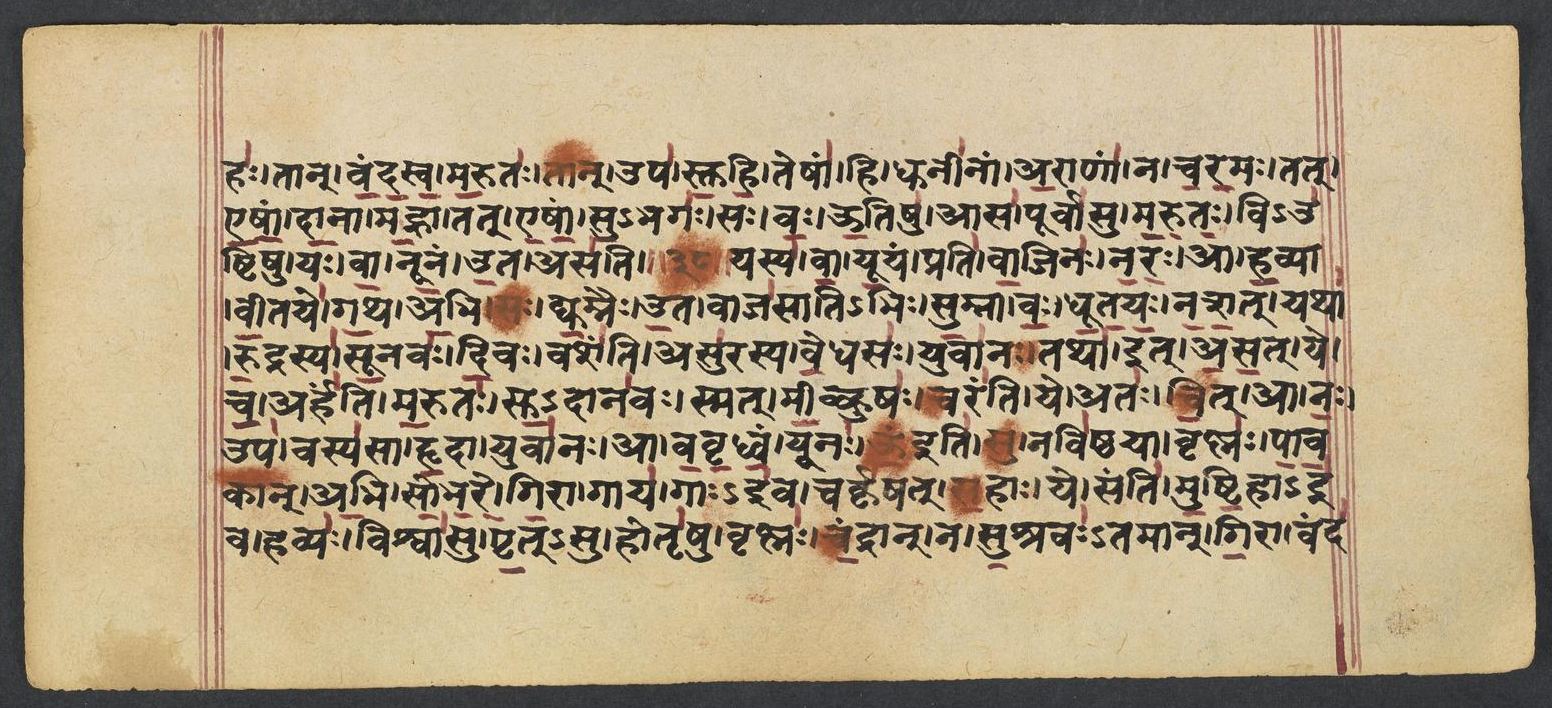 हः।तान्।वंदस्व।मरुतः।तान्।उप।स्तुहि।तेषां।हि।धुनीनां।अराणां।न।चरमः।तत्।
एषां।दाना।मह्ना।तत्।एषां।सुऽभगः।सः।वः।ऊतिषु।आस।पूर्वासु।मरुतः।विऽउ
ष्टिषु।यः।वा।नूनं।उत।असति।।३८।।यस्य।वा।यूयं।प्रति।वाजिनः।नरः।आ।हव्या
।वीतये।गथ।अभि।सः।द्युम्नैः।उत।वाजसातिऽभिः।सुम्ना।वः।धूतयः।नशत्।यथा
।रुद्रस्य।सूनवः।दिवः।वशंति।असुरस्य।वेधसः।युवानः।तथा।इत्।असत्।ये।
च।अर्हंति।मरुतः।सुऽदानवः।स्मत्।मीळ्हुषः।चरंति।ये।अतः।चित्।आ।नः।
उप।वस्यसा।हृदा।युवानः।आ।ववृध्वं।यूनः।ऊं इति।सु।नविष्ठया।वृष्णः।पाव
कान्।अभि।सोभरे।गिरा।गाय।गाःऽइव।चर्कृषत्।सहाः।ये।संति।मुष्टिहाऽइ
व।हव्यः।विश्वासु।पृत्ऽसु।होतृषु।वृष्णः।चंद्रान्।न।सुश्रवःऽतमान्।गिरा।वंद